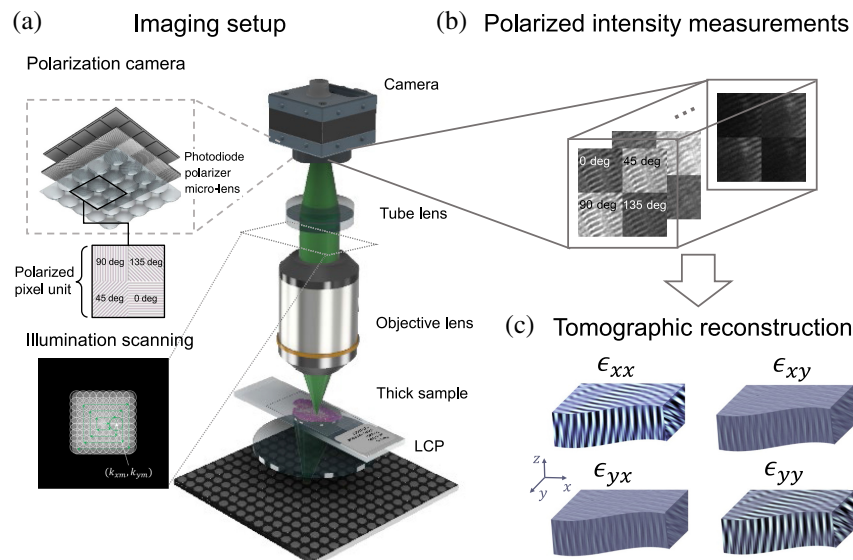 (a)
Imaging setup
(b)
Polarized intensity measurements
Polarization camera
Camera
Photodiode
polarizer
micro-lens
0 deg
45 deg
90 deg
135 deg
Tube lens
Polarized
pixel unit
90 deg
135 deg
45 deg
0 deg
Illumination scanning
(kxm, kym)
Objective lens
Thick sample
LCP
(c)
Tomographic reconstruction
ϵxx
ϵxy
z
x
y
ϵyx
ϵyy